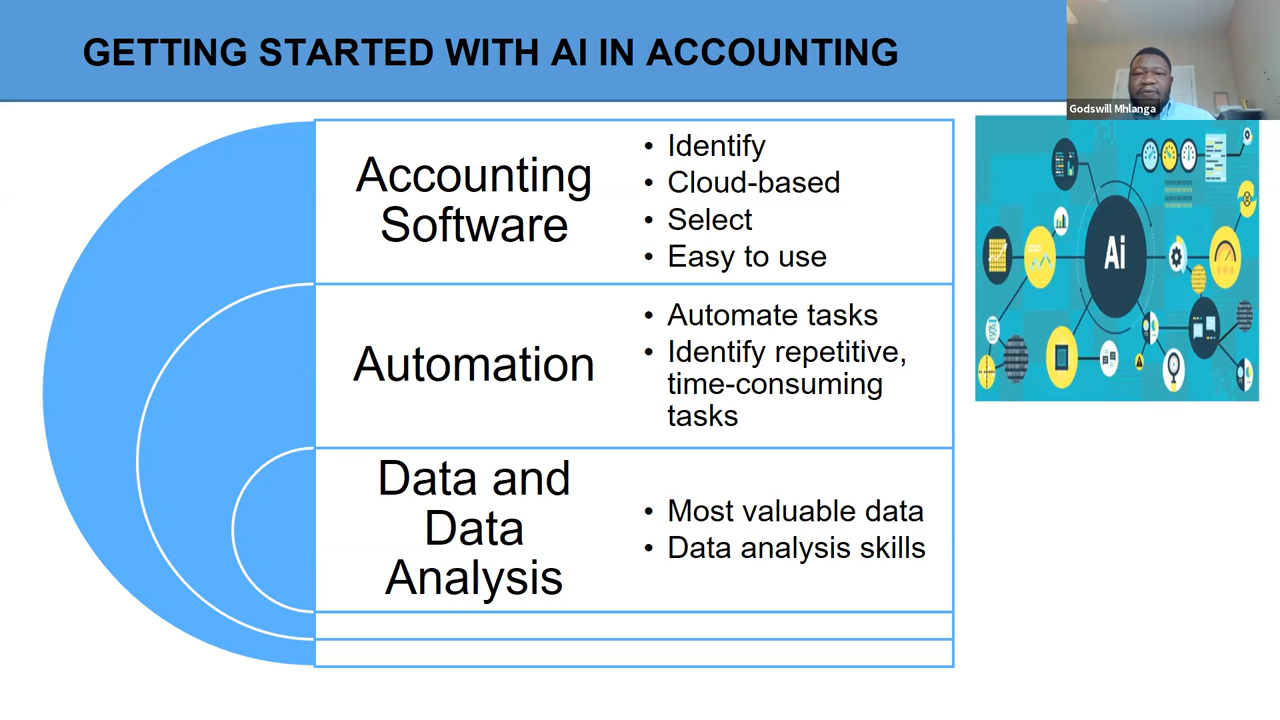 GETTING STARTED WITH AI IN ACCOUNTING
Godswill Mhlanga
Accounting
Software
• Identify
• Cloud-based
• Select
• Easy to use
Automation
• Automate tasks
• Identify repetitive,
time-consuming
tasks
Data and
Data
Analysis
• Most valuable data
• Data analysis skills
Ai